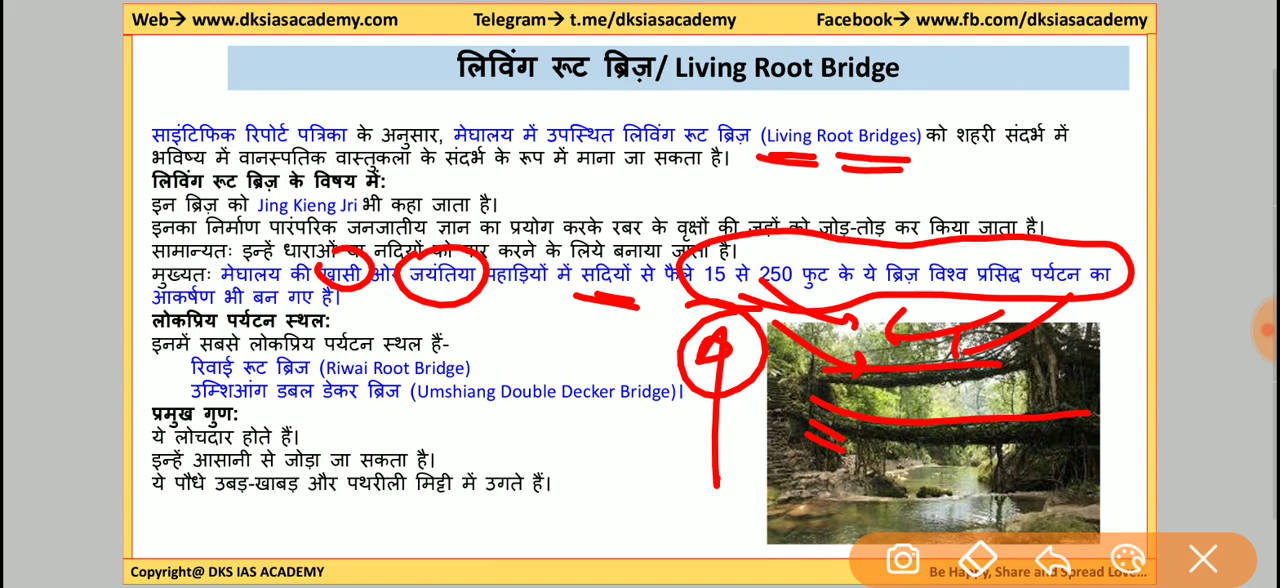 Web→ www.dksiasacademy.com Telegram→ t.me/dksiasacademy Facebook→ www.fb.com/dksiasacademy
लिविंग रूट ब्रिज़/ Living Root Bridge
साइंटिफिक रिपोर्ट पत्रिका के अनुसार, मेघालय में उपस्थित लिविंग रूट ब्रिज़ (Living Root Bridges) को शहरी संदर्भ में
भविष्य में वानस्पतिक वास्तुकला के संदर्भ के रूप में माना जा सकता है।
लिविंग रूट ब्रिज़ के विषय में:
इन ब्रिज़ को Jing Kieng Jri भी कहा जाता है।
इनका निर्माण पारंपरिक जनजातीय ज्ञान का प्रयोग करके रबर के वृक्षों की जड़ों को जोड़-तोड़ कर किया जाता है।
सामान्यतः इन्हें धाराओं या नदियों को पार करने के लिये बनाया जाता है।
मुख्यतः मेघालय की खासी और जयंतिया पहाड़ियों में सदियों से फैले 15 से 250 फुट के ये ब्रिज़ विश्व प्रसिद्ध पर्यटन का
आकर्षण भी बन गए हैं।
लोकप्रिय पर्यटन स्थल:
इनमें सबसे लोकप्रिय पर्यटन स्थल हैं-
रिवाई रूट ब्रिज (Riwai Root Bridge)
उम्शिआंग डबल डेकर ब्रिज (Umshiang Double Decker Bridge)।
प्रमुख गुण:
ये लोचदार होते हैं।
इन्हें आसानी से जोड़ा जा सकता है।
ये पौधे उबड़-खाबड़ और पथरीली मिट्टी में उगते हैं।
Copyright@ DKS IAS ACADEMY Be Happy, Share and Spread Love...